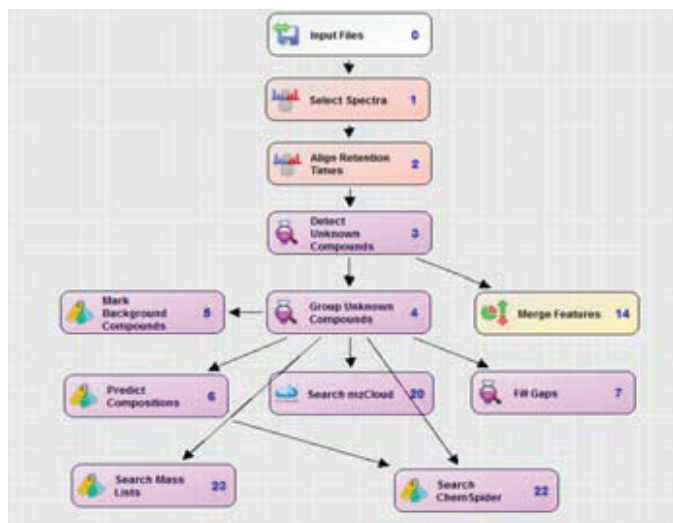 Input Files 0
Select Spectra 1
Align Retention
Times 2
Detect
Unknown 3
Compounds
Mark
Background 5
Compounds
Group Unknown
Compounds 4
Merge Features 14
Predict
Compositions 6
Search mzCloud 20
Fill Gaps 7
Search Mass
Lists 23
Search
ChemSpider 22